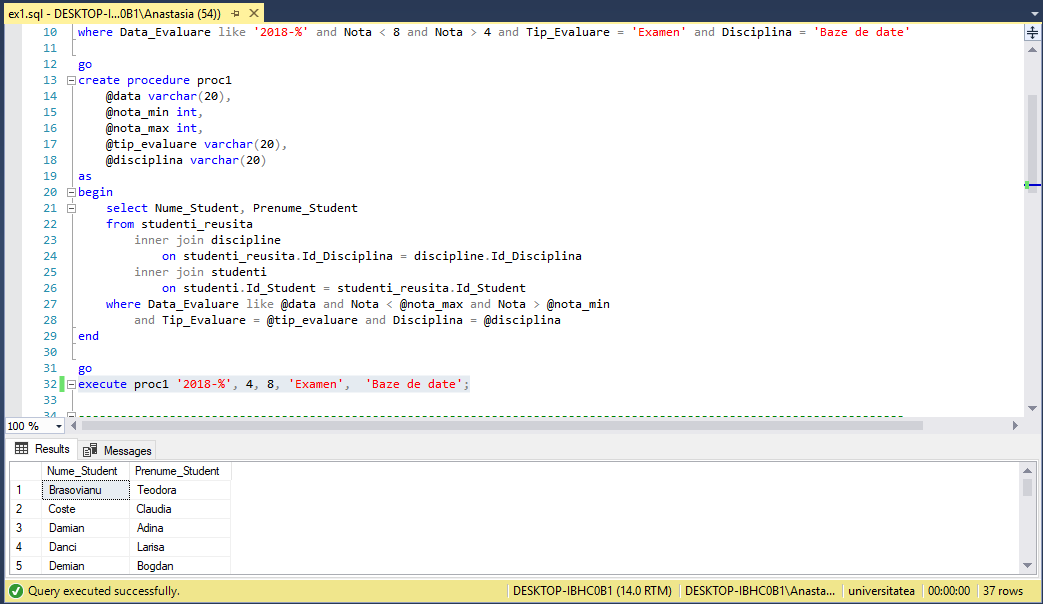 ex1.sql - DESKTOP-I...0B1\Anastasia (54))
10 where Data_Evaluare like '2018-%' and Nota < 8 and Nota > 4 and Tip_Evaluare = 'Examen' and Disciplina = 'Baze de date'
11
12 go
13 create procedure proc1
14 @data varchar(20),
15 @nota_min int,
16 @nota_max int,
17 @tip_evaluare varchar(20),
18 @disciplina varchar(20)
19 as
20 begin
21 select Nume_Student, Prenume_Student
22 from studenti_reusita
23 inner join discipline
24 on studenti_reusita.Id_Disciplina = discipline.Id_Disciplina
25 inner join studenti
26 on studenti.Id_Student = studenti_reusita.Id_Student
27 where Data_Evaluare like @data and Nota < @nota_max and Nota > @nota_min
28 and Tip_Evaluare = @tip_evaluare and Disciplina = @disciplina
29 end
30
31 go
32 execute proc1 '2018-%', 4, 8, 'Examen',  'Baze de date';
33
34
100 %
Results Messages
Nume_Student Prenume_Student
1 Brasovianu Teodora
2 Coste Claudia
3 Damian Adina
4 Danci Larisa
5 Demian Bogdan
Query executed successfully. DESKTOP-IBHC0B1 (14.0 RTM) DESKTOP-IBHC0B1\Anasta... universitatea 00:00:00 37 rows